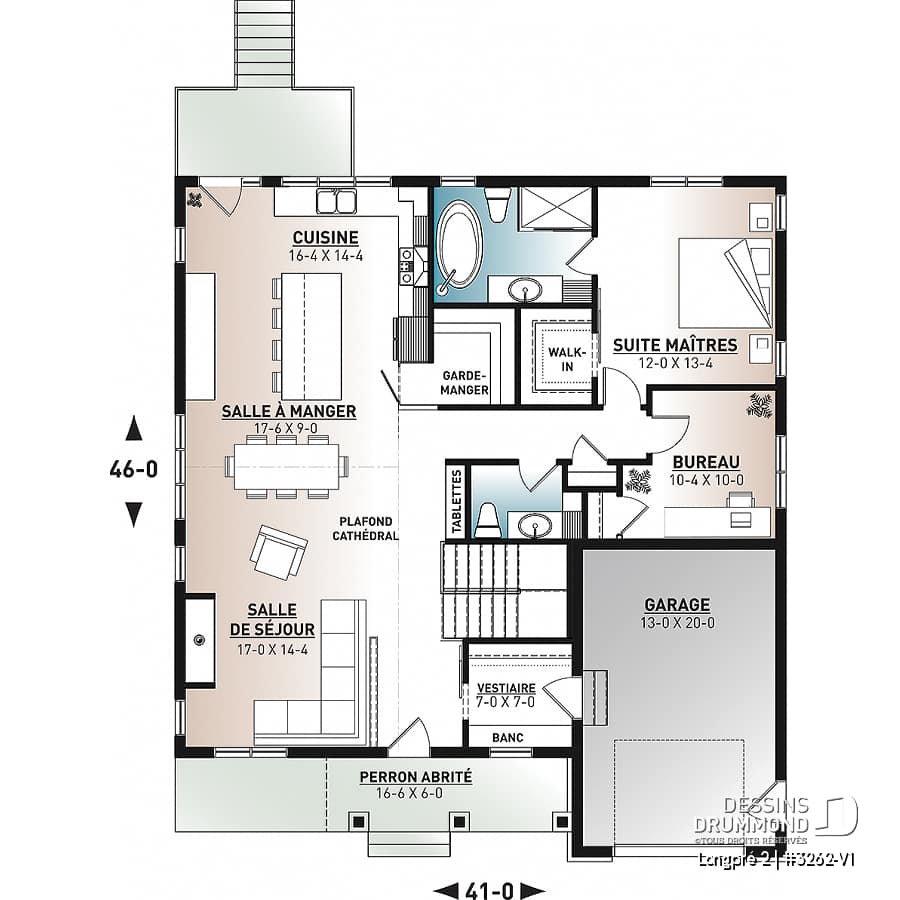 CUISINE
16-4 X 14-4
SUITE MAÎTRES
12-0 X 13-4
WALK-
IN
GARDE-
MANGER
SALLE À MANGER
17-6 X 9-0
46-0
BUREAU
10-4 X 10-0
TABLETTES
PLAFOND
CATHÉDRAL
SALLE
DE SÉJOUR
17-0 X 14-4
GARAGE
13-0 X 20-0
VESTIAIRE
7-0 X 7-0
BANC
PERRON ABRITÉ
16-6 X 6-0
DESSINS
DRUMMOND
©TOUS DROITS RÉSERVÉS
Longpré 2 | #3262-V1
41-0